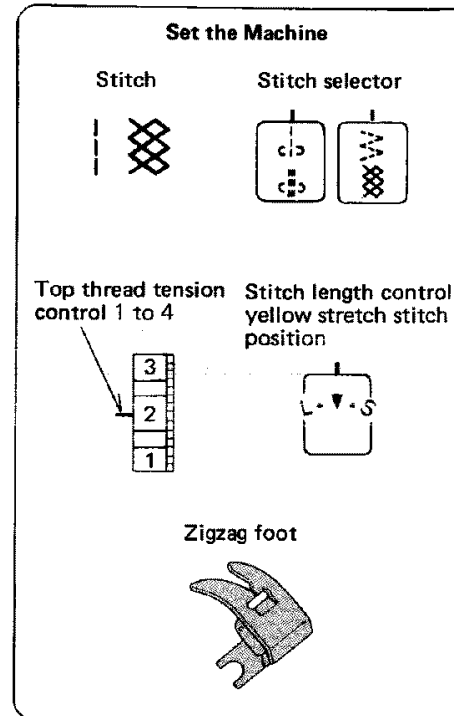 Set the Machine
Stitch
Stitch selector
Top thread tension
control 1 to 4
Stitch length control
yellow stretch stitch
position
3
2
1
L
S
Zigzag foot